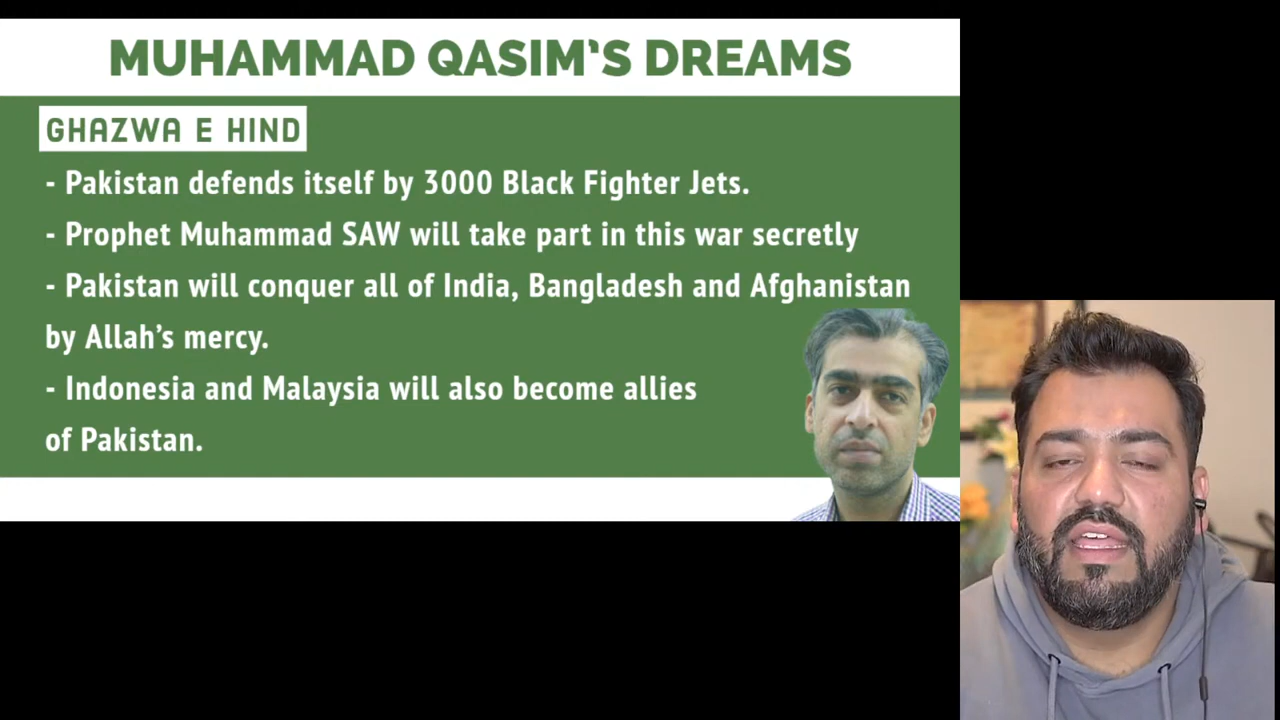 MUHAMMAD QASIM'S DREAMS
GHAZWA E HIND
- Pakistan defends itself by 3000 Black Fighter Jets.
- Prophet Muhammad SAW will take part in this war secretly
- Pakistan will conquer all of India, Bangladesh and Afghanistan
by Allah's mercy.
- Indonesia and Malaysia will also become allies
of Pakistan.